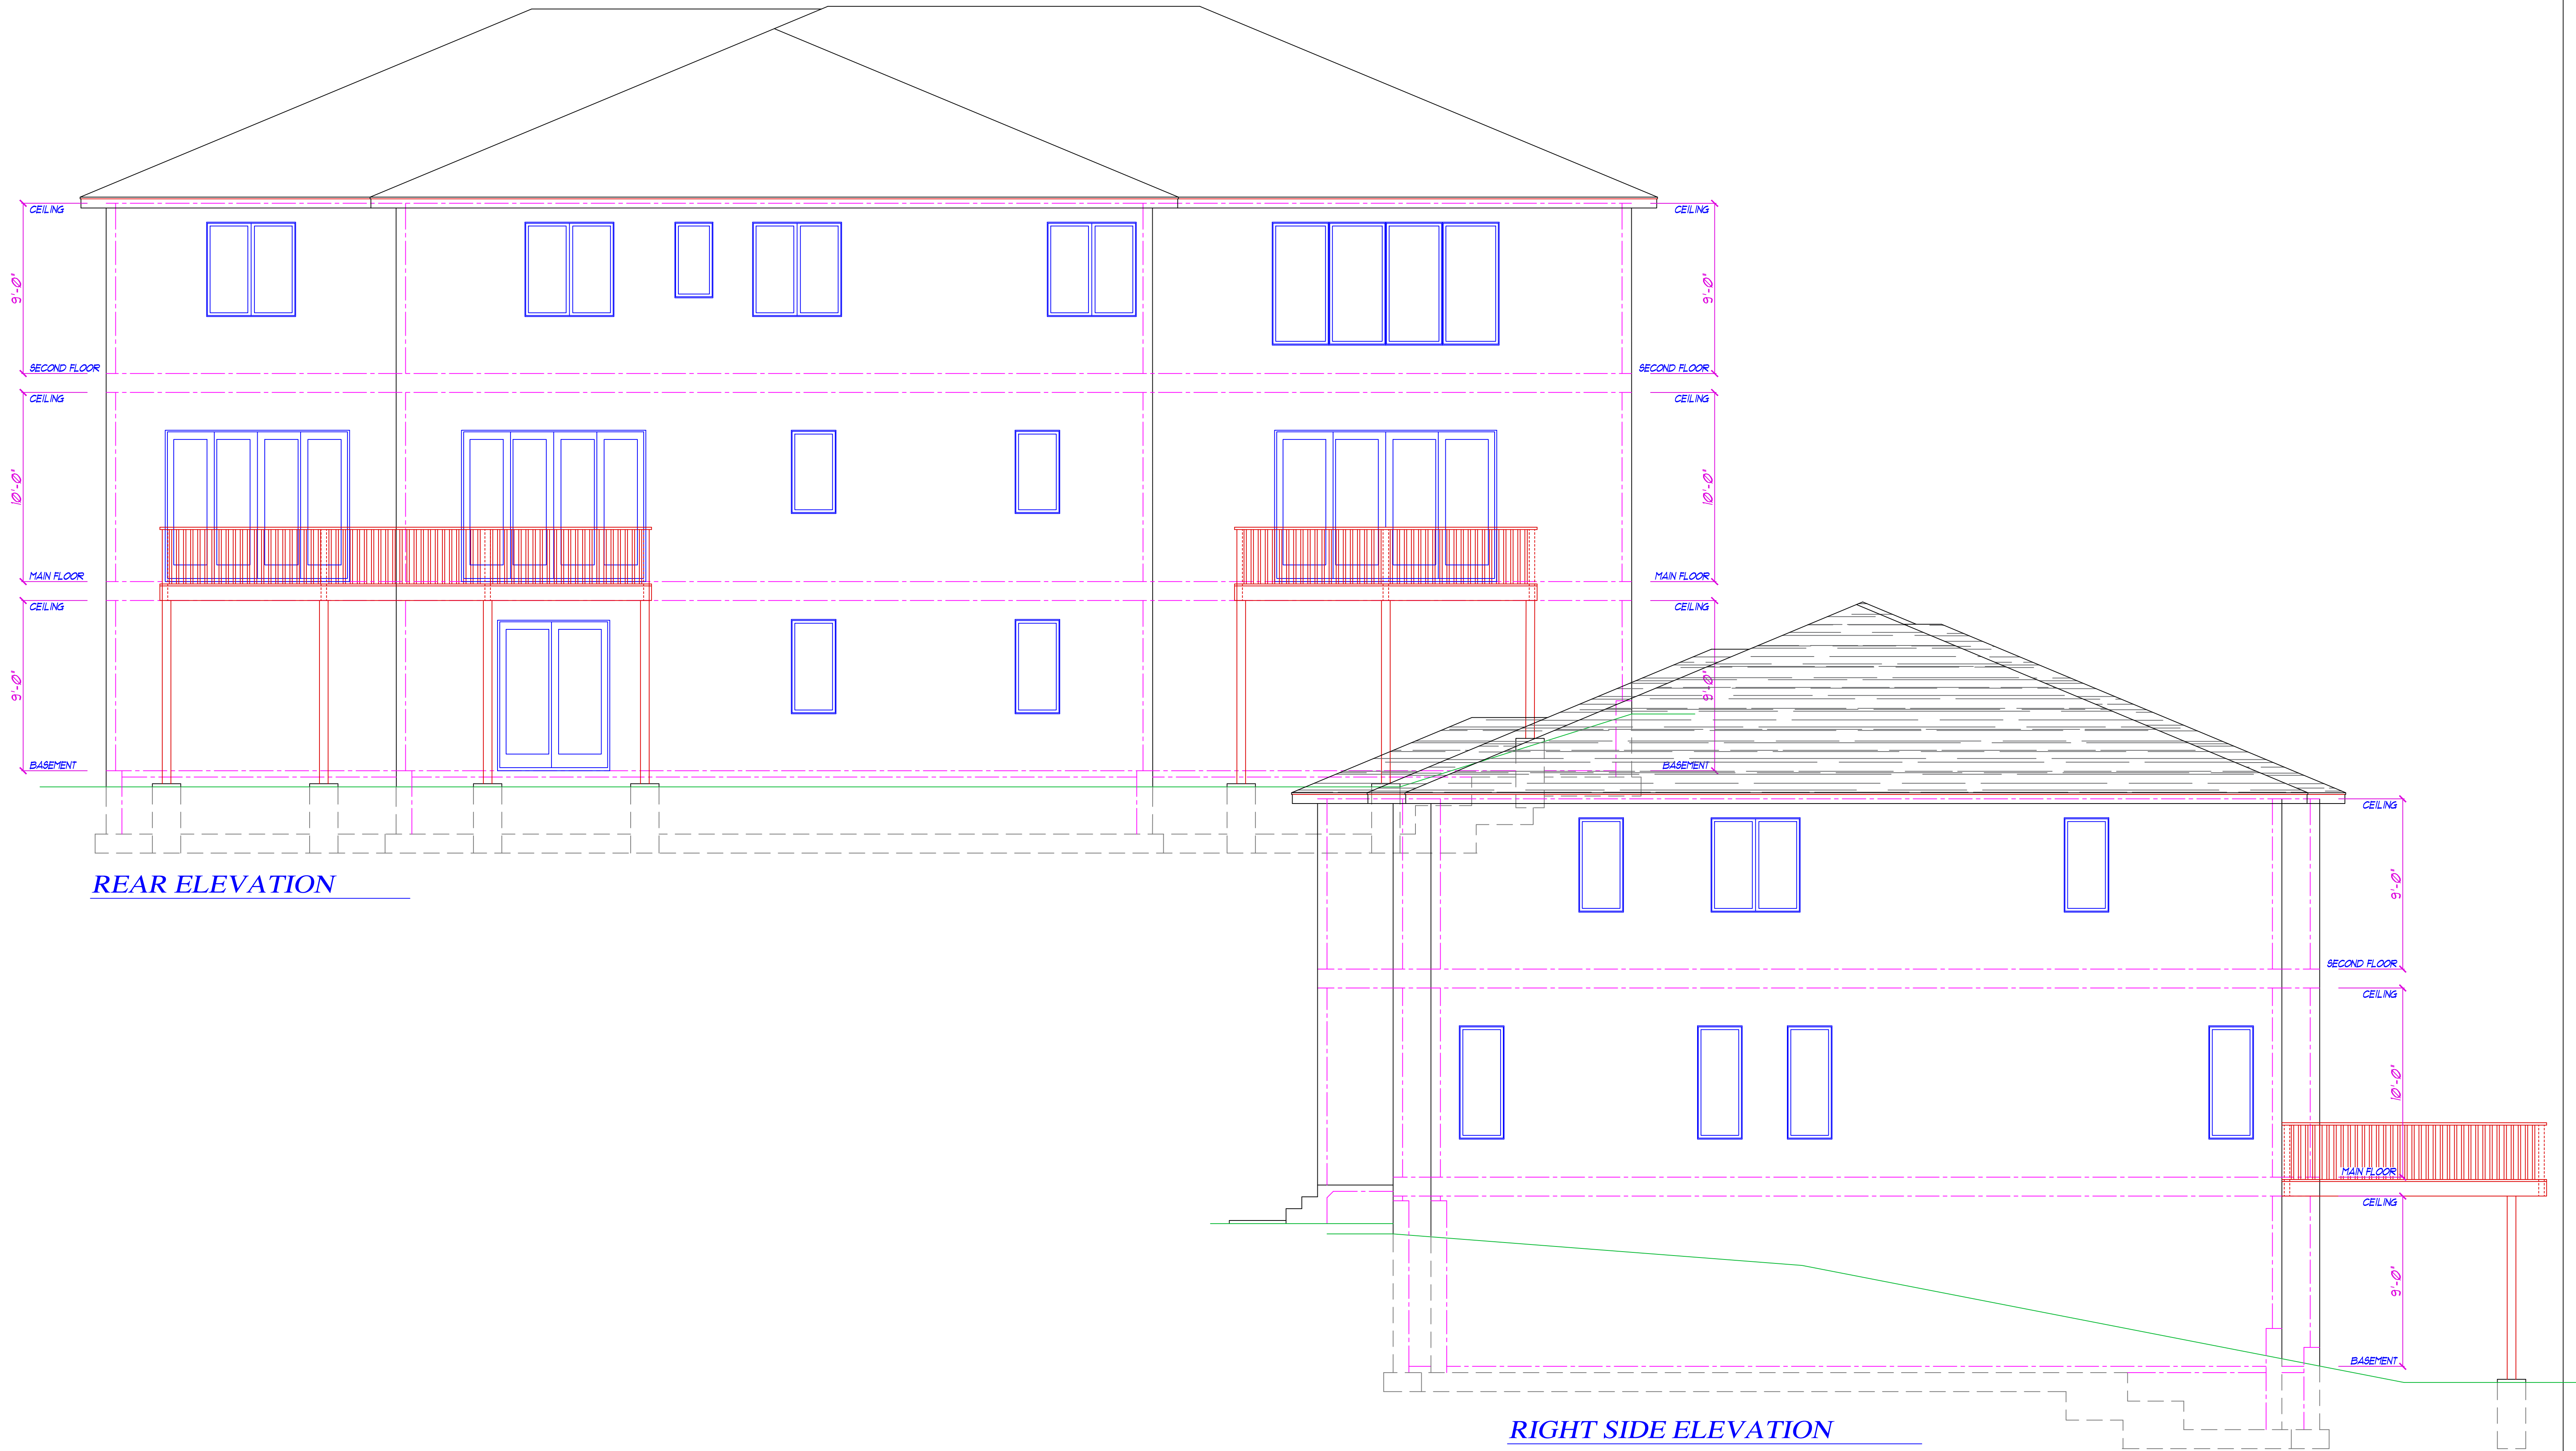 CEILING
9'-0"
SECOND FLOOR
CEILING
10'-0"
MAIN FLOOR
CEILING
9'-0"
BASEMENT
CEILING
9'-0"
SECOND FLOOR
CEILING
10'-0"
MAIN FLOOR
CEILING
9'-0"
BASEMENT
REAR ELEVATION
CEILING
9'-0"
SECOND FLOOR
CEILING
10'-0"
MAIN FLOOR
CEILING
9'-0"
BASEMENT
RIGHT SIDE ELEVATION